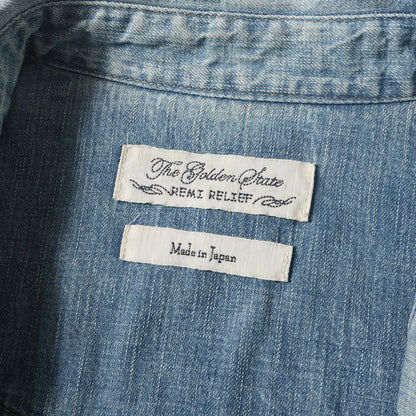 The Golden State
REMI RELIEF
Made in Japan